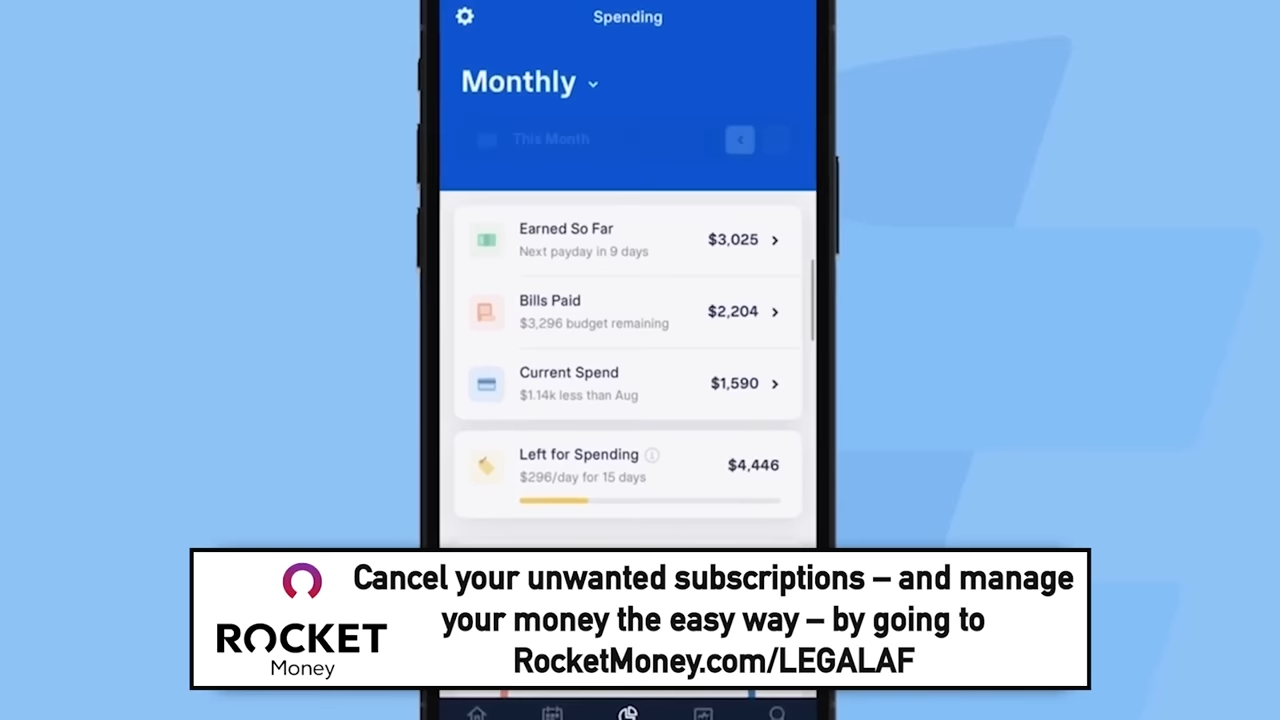 Spending
Monthly
This Month
Earned So Far
$3,025
Next payday in 9 days
Bills Paid
$2,204
$3,296 budget remaining
Current Spend
$1,590
$1.14k less than Aug
Left for Spending
$4,446
$296/day for 15 days
ROCKET
Money
Cancel your unwanted subscriptions – and manage
your money the easy way – by going to
RocketMoney.com/LEGALAF